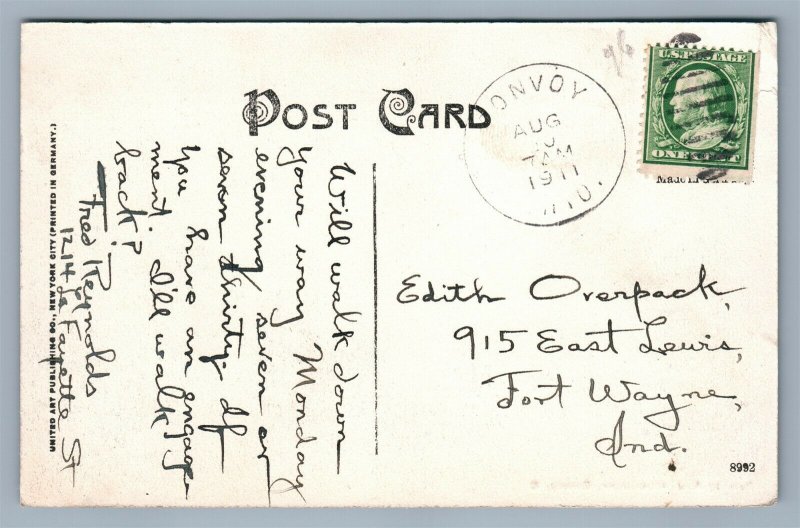 POST CARD
CONVOY
AUG
7 AM
1911
U.S. POSTAGE
ONE CENT
Will walk down
your way Monday
evening, seven or
seven thirty. If
you have an engage-
ment. I'll walk
back?
Fred Reynolds
1214 La Fayette St
Edith Overpack,
915 East Lewis,
Fort Wayne,
Ind.
8992
UNITED ART PUBLISHING CO., NEW YORK CITY (PRINTED IN GERMANY.)